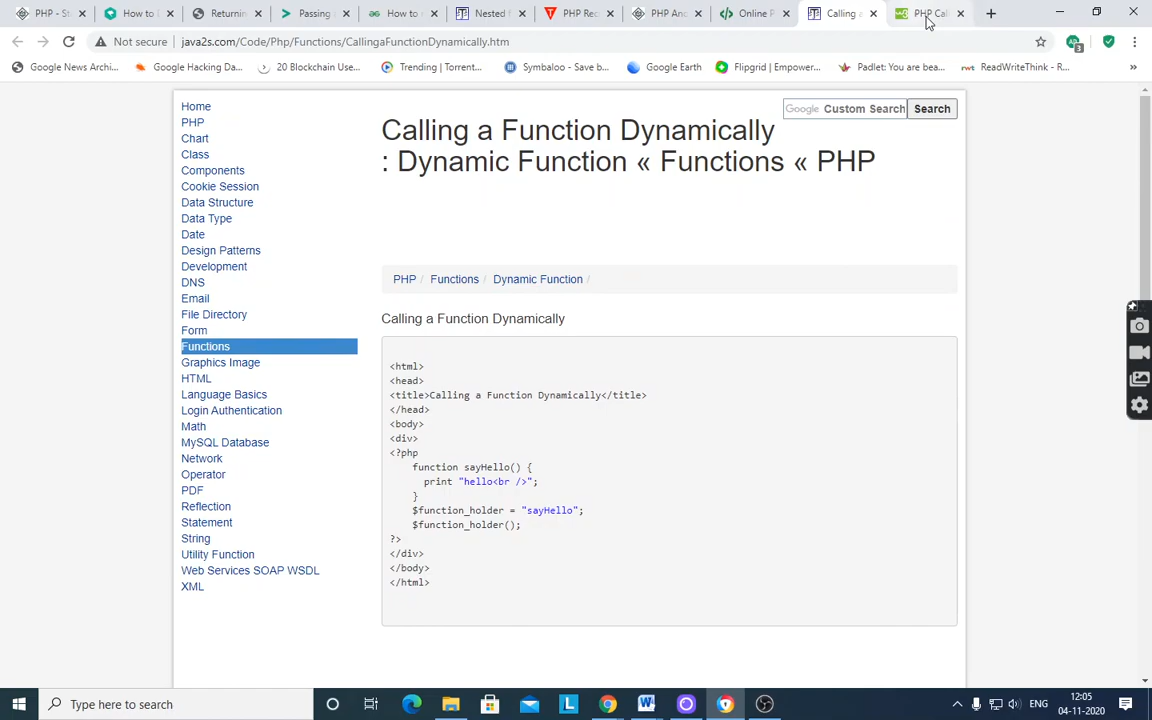 PHP - St
How to D
Returnin
Passing
How to r
Nested f
PHP Rec
PHP Ano
Online P
Calling a
PHP Cal
Not secure java2s.com/Code/Php/Functions/CallingaFunctionDynamically.htm
3
Google News Archi...
Google Hacking Da...
20 Blockchain Use...
Trending | Torrent...
Symbaloo - Save b...
Google Earth
Flipgrid | Empower...
Padlet: You are bea...
ReadWriteThink - R...
Home
PHP
Chart
Class
Components
Cookie Session
Data Structure
Data Type
Date
Design Patterns
Development
DNS
Email
File Directory
Form
Functions
Graphics Image
HTML
Language Basics
Login Authentication
Math
MySQL Database
Network
Operator
PDF
Reflection
Statement
String
Utility Function
Web Services SOAP WSDL
XML
Google Custom Search Search
Calling a Function Dynamically
: Dynamic Function « Functions « PHP
PHP / Functions / Dynamic Function /
Calling a Function Dynamically
<html>
<head>
<title>Calling a Function Dynamically</title>
</head>
<body>
<div>
<?php
function sayHello() {
print "hello<br />";
}
$function_holder = "sayHello";
$function_holder();
?>
</div>
</body>
</html>
Type here to search
ENG
12:05
04-11-2020